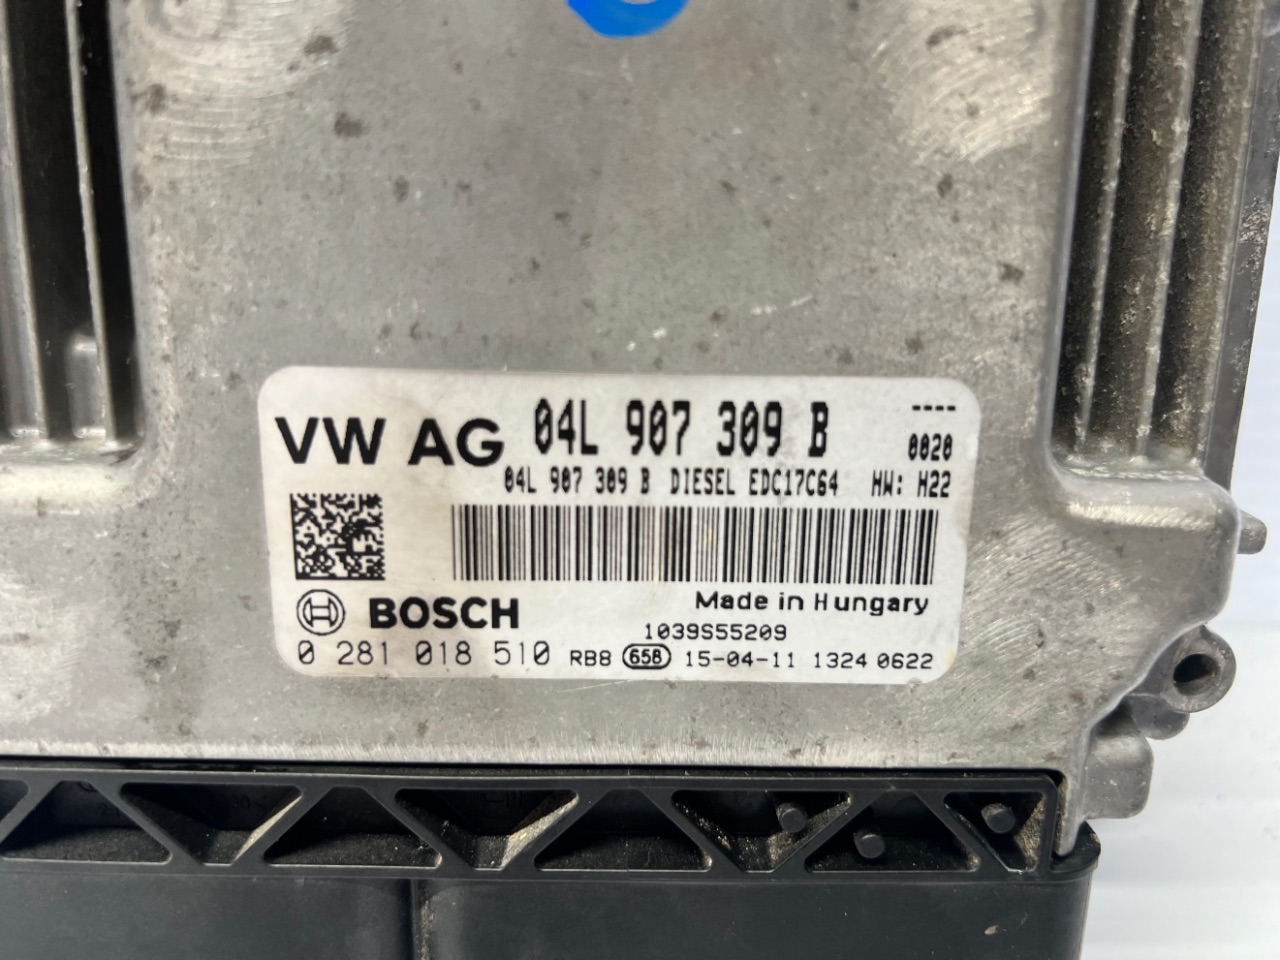 VW AG 04L 907 309 B ----
0020
04L 907 309 B DIESEL EDC17C64 HW: H22
BOSCH Made in Hungary
1039S55209
0 281 018 510 RB8 658 15-04-11 1324 0622